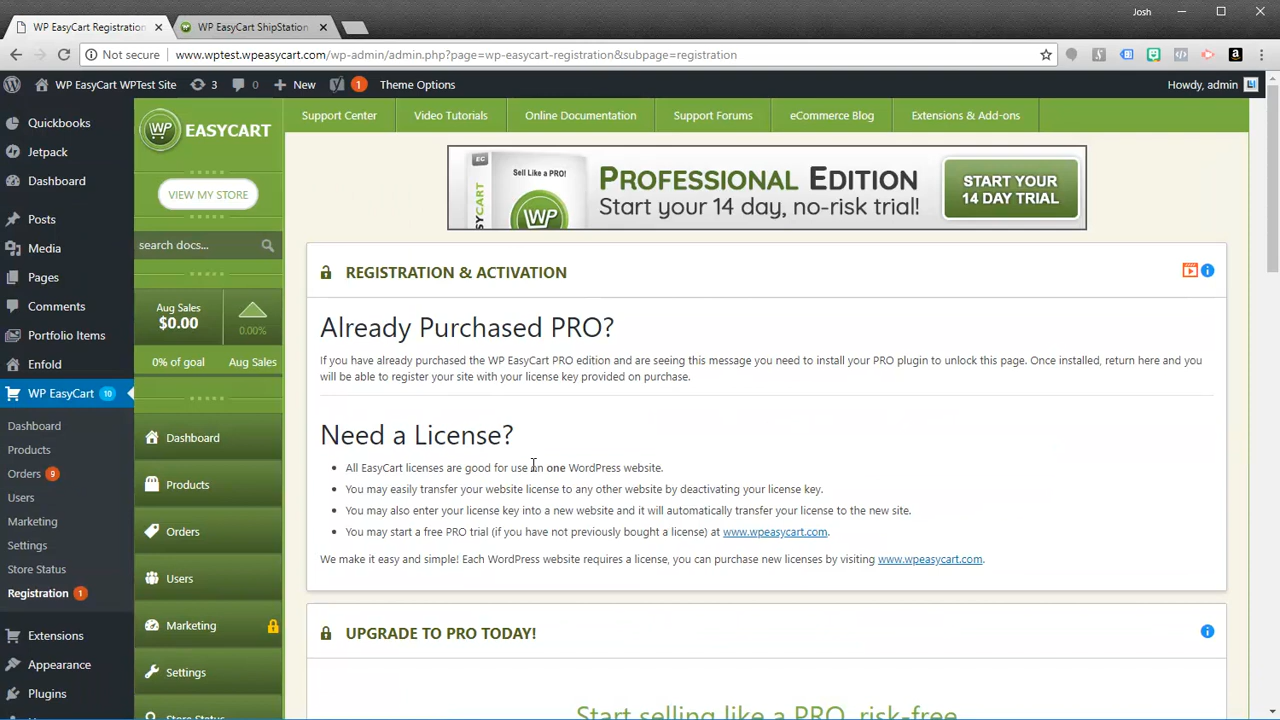 Josh
WP EasyCart Registration
WP EasyCart ShipStation
Not secure
www.wptest.wpeasycart.com/wp-admin/admin.php?page=wp-easycart-registration&subpage=registration
WP EasyCart WPTest Site
3
0
New
1
Theme Options
Howdy, admin
Quickbooks
Jetpack
Dashboard
Posts
Media
Pages
Comments
Portfolio Items
Enfold
WP EasyCart 10
Dashboard
Products
Orders 9
Users
Marketing
Settings
Store Status
Registration 1
Extensions
Appearance
Plugins
WP EASYCART
VIEW MY STORE
search docs...
Aug Sales
$0.00
0.00%
0% of goal
Aug Sales
Dashboard
Products
Orders
Users
Marketing
Settings
Store Status
Support Center
Video Tutorials
Online Documentation
Support Forums
eCommerce Blog
Extensions & Add-ons
EC
Sell Like a PRO!
WP
PROFESSIONAL EDITION
Start your 14 day, no-risk trial!
START YOUR
14 DAY TRIAL
REGISTRATION & ACTIVATION
Already Purchased PRO?
If you have already purchased the WP EasyCart PRO edition and are seeing this message you need to install your PRO plugin to unlock this page. Once installed, return here and you
will be able to register your site with your license key provided on purchase.
Need a License?
All EasyCart licenses are good for use on one WordPress website.
You may easily transfer your website license to any other website by deactivating your license key.
You may also enter your license key into a new website and it will automatically transfer your license to the new site.
You may start a free PRO trial (if you have not previously bought a license) at www.wpeasycart.com.
We make it easy and simple! Each WordPress website requires a license, you can purchase new licenses by visiting www.wpeasycart.com.
UPGRADE TO PRO TODAY!
Start selling like a PRO, risk-free